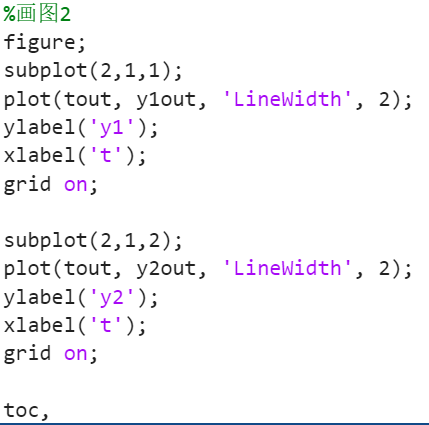 %画图2
figure;
subplot(2,1,1);
plot(tout, y1out, 'LineWidth', 2);
ylabel('y1');
xlabel('t');
grid on;
subplot(2,1,2);
plot(tout, y2out, 'LineWidth', 2);
ylabel('y2');
xlabel('t');
grid on;
toc,